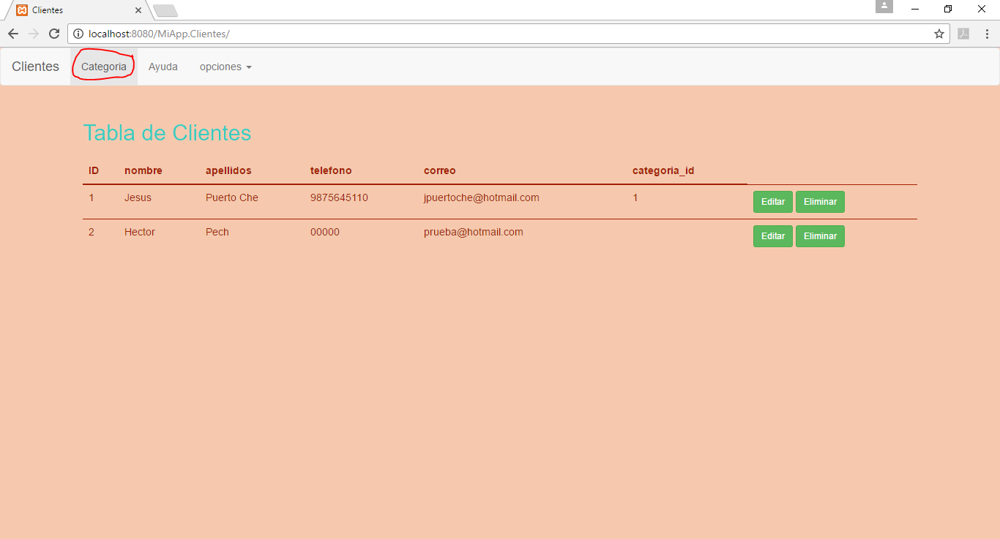 Clientes
localhost:8080/MiApp.Clientes/
Clientes Categoria Ayuda opciones
Tabla de Clientes
ID nombre apellidos telefono correo categoria_id
1 Jesus Puerto Che 9875645110 jpuertoche@hotmail.com 1 Editar Eliminar
2 Hector Pech 00000 prueba@hotmail.com Editar Eliminar